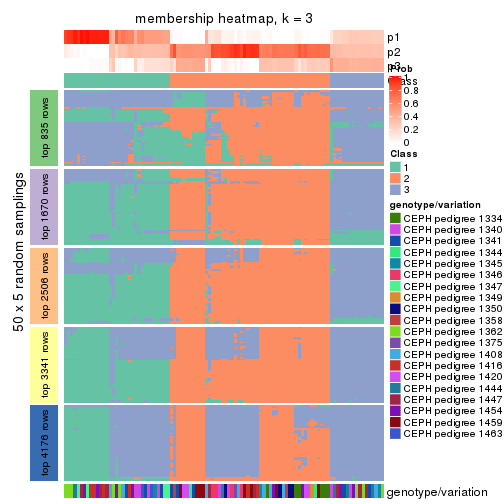 membership heatmap, k = 3
p1
p2
p3
Class
Prob
1
0.8
0.6
0.4
0.2
0
Class
1
2
3
genotype/variation
CEPH pedigree 1334
CEPH pedigree 1340
CEPH pedigree 1341
CEPH pedigree 1344
CEPH pedigree 1345
CEPH pedigree 1346
CEPH pedigree 1347
CEPH pedigree 1349
CEPH pedigree 1350
CEPH pedigree 1358
CEPH pedigree 1362
CEPH pedigree 1375
CEPH pedigree 1408
CEPH pedigree 1416
CEPH pedigree 1420
CEPH pedigree 1444
CEPH pedigree 1447
CEPH pedigree 1454
CEPH pedigree 1459
CEPH pedigree 1463
50 x 5 random samplings
top 835 rows
top 1670 rows
top 2506 rows
top 3341 rows
top 4176 rows
genotype/variation